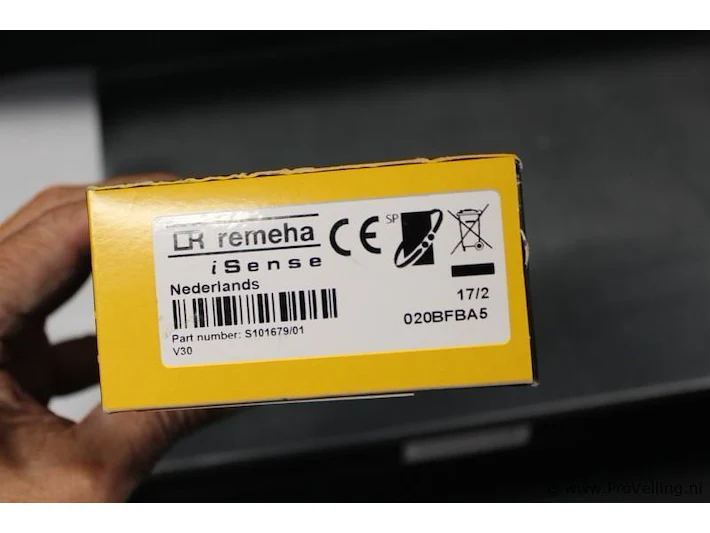 remeha
iSense
Nederlands
Part number: S101679/01
V30
CE
SP
17/2
020BFBA5
© www.ProVeiling.nl